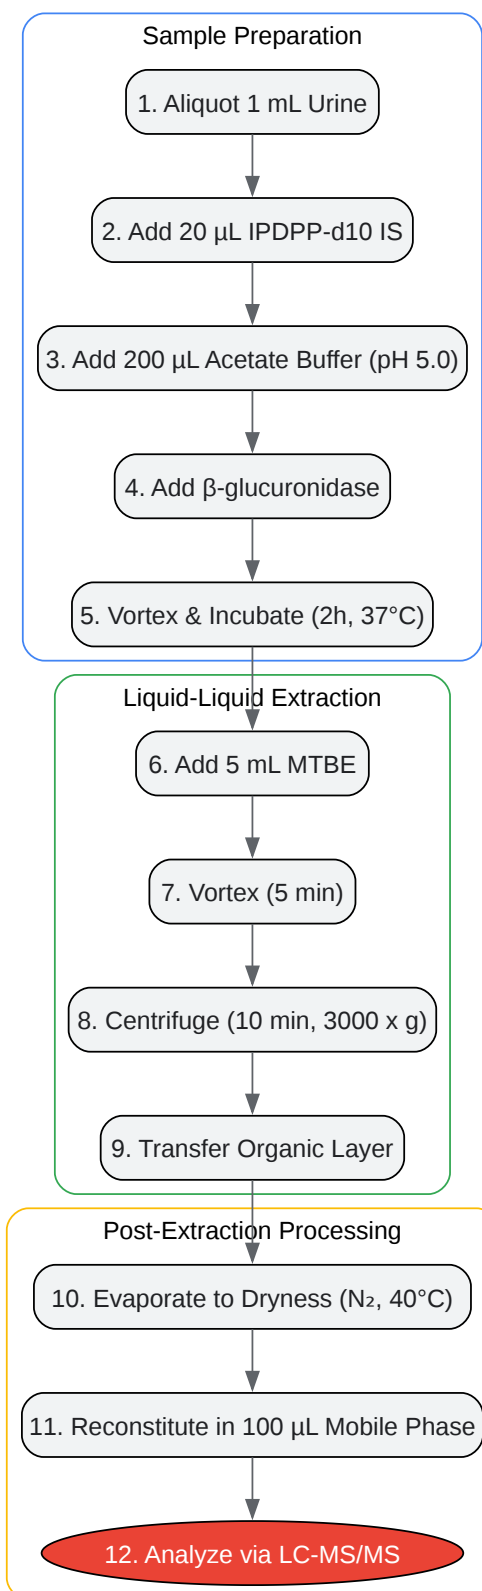 Sample Preparation
1. Aliquot 1 mL Urine
2. Add 20 µL IPDPP-d10 IS
3. Add 200 µL Acetate Buffer (pH 5.0)
4. Add β-glucuronidase
5. Vortex & Incubate (2h, 37°C)
Liquid-Liquid Extraction
6. Add 5 mL MTBE
7. Vortex (5 min)
8. Centrifuge (10 min, 3000 x g)
9. Transfer Organic Layer
Post-Extraction Processing
10. Evaporate to Dryness (N₂, 40°C)
11. Reconstitute in 100 µL Mobile Phase
12. Analyze via LC-MS/MS